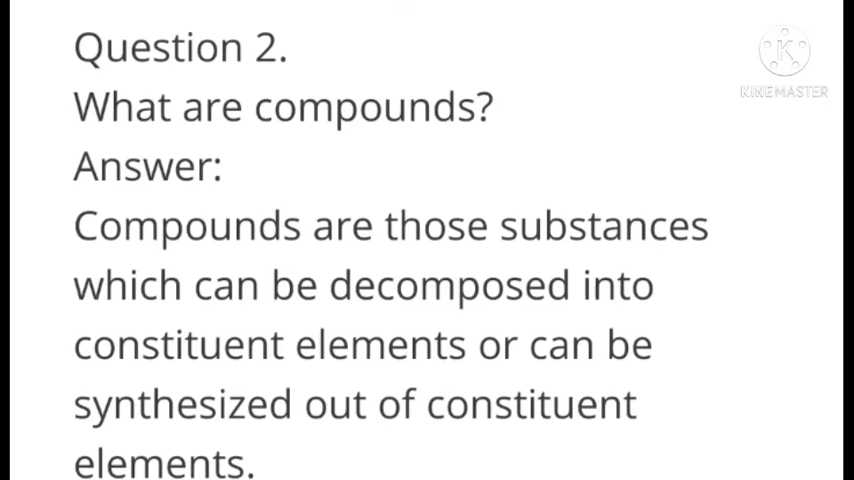 Question 2.
KINEMASTER
What are compounds?
Answer:
Compounds are those substances
which can be decomposed into
constituent elements or can be
synthesized out of constituent
elements.